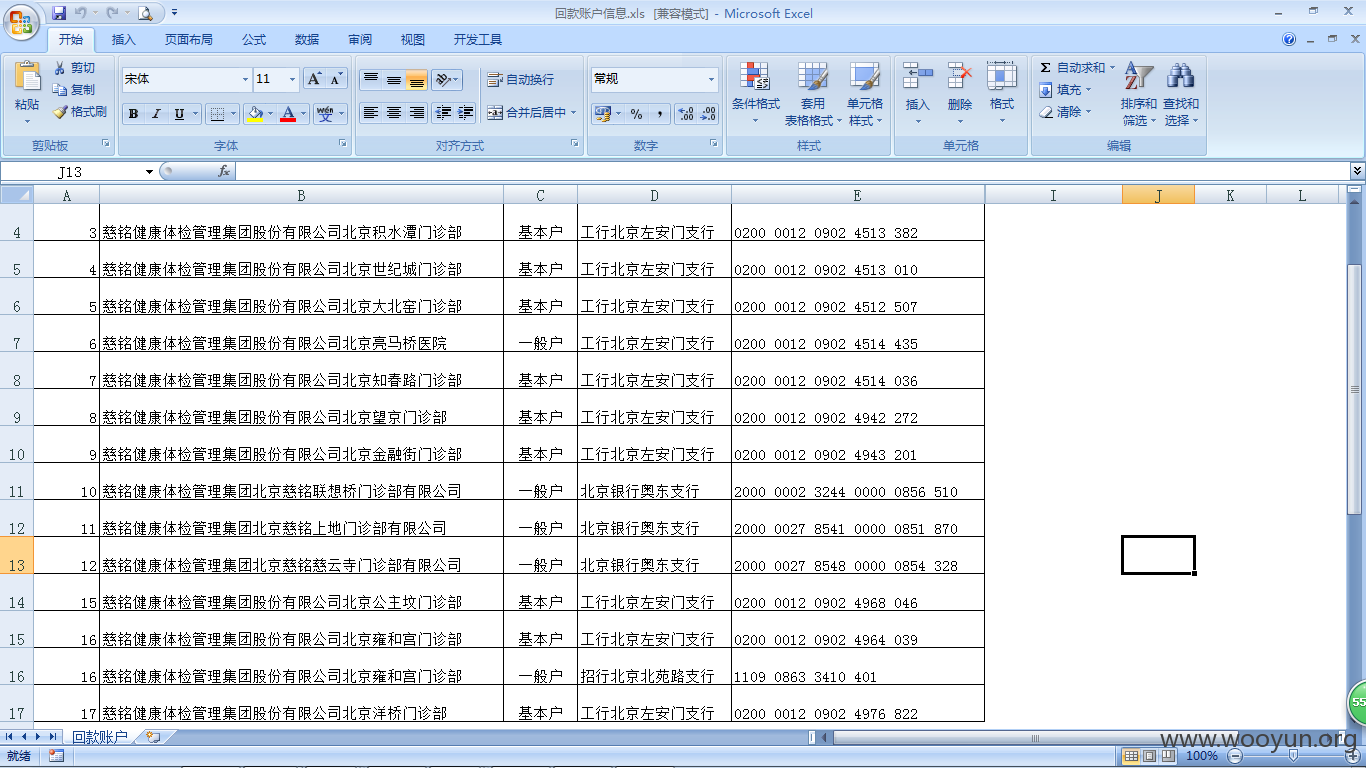 回款账户信息.xls [兼容模式] - Microsoft Excel
开始 插入 页面布局 公式 数据 审阅 视图 开发工具
粘贴 剪切 复制 格式刷 剪贴板
宋体 11 B I U A A wén 变 字体
自动换行 合并后居中 对齐方式
常规 % , 数字
条件格式 套用表格格式 单元格样式 样式
插入 删除 格式 单元格
Σ 自动求和 填充 清除 排序和筛选 查找和选择 编辑
J13 fx
A B C D E I J K L
4 3 慈铭健康体检管理集团股份有限公司北京积水潭门诊部 基本户 工行北京左安门支行 0200 0012 0902 4513 382
5 4 慈铭健康体检管理集团股份有限公司北京世纪城门诊部 基本户 工行北京左安门支行 0200 0012 0902 4513 010
6 5 慈铭健康体检管理集团股份有限公司北京大北窑门诊部 基本户 工行北京左安门支行 0200 0012 0902 4512 507
7 6 慈铭健康体检管理集团股份有限公司北京亮马桥医院 一般户 工行北京左安门支行 0200 0012 0902 4514 435
8 7 慈铭健康体检管理集团股份有限公司北京知春路门诊部 基本户 工行北京左安门支行 0200 0012 0902 4514 036
9 8 慈铭健康体检管理集团股份有限公司北京望京门诊部 基本户 工行北京左安门支行 0200 0012 0902 4942 272
10 9 慈铭健康体检管理集团股份有限公司北京金融街门诊部 基本户 工行北京左安门支行 0200 0012 0902 4943 201
11 10 慈铭健康体检管理集团北京慈铭联想桥门诊部有限公司 一般户 北京银行奥东支行 2000 0002 3244 0000 0856 510
12 11 慈铭健康体检管理集团北京慈铭上地门诊部有限公司 一般户 北京银行奥东支行 2000 0027 8541 0000 0851 870
13 12 慈铭健康体检管理集团北京慈铭慈云寺门诊部有限公司 一般户 北京银行奥东支行 2000 0027 8548 0000 0854 328
14 15 慈铭健康体检管理集团股份有限公司北京公主坟门诊部 基本户 工行北京左安门支行 0200 0012 0902 4968 046
15 16 慈铭健康体检管理集团股份有限公司北京雍和宫门诊部 基本户 工行北京左安门支行 0200 0012 0902 4964 039
16 16 慈铭健康体检管理集团股份有限公司北京雍和宫门诊部 一般户 招行北京北苑路支行 1109 0863 3410 401
17 17 慈铭健康体检管理集团股份有限公司北京洋桥门诊部 基本户 工行北京左安门支行 0200 0012 0902 4976 822
55
回款账户
www.wooyun.org
就绪 100%